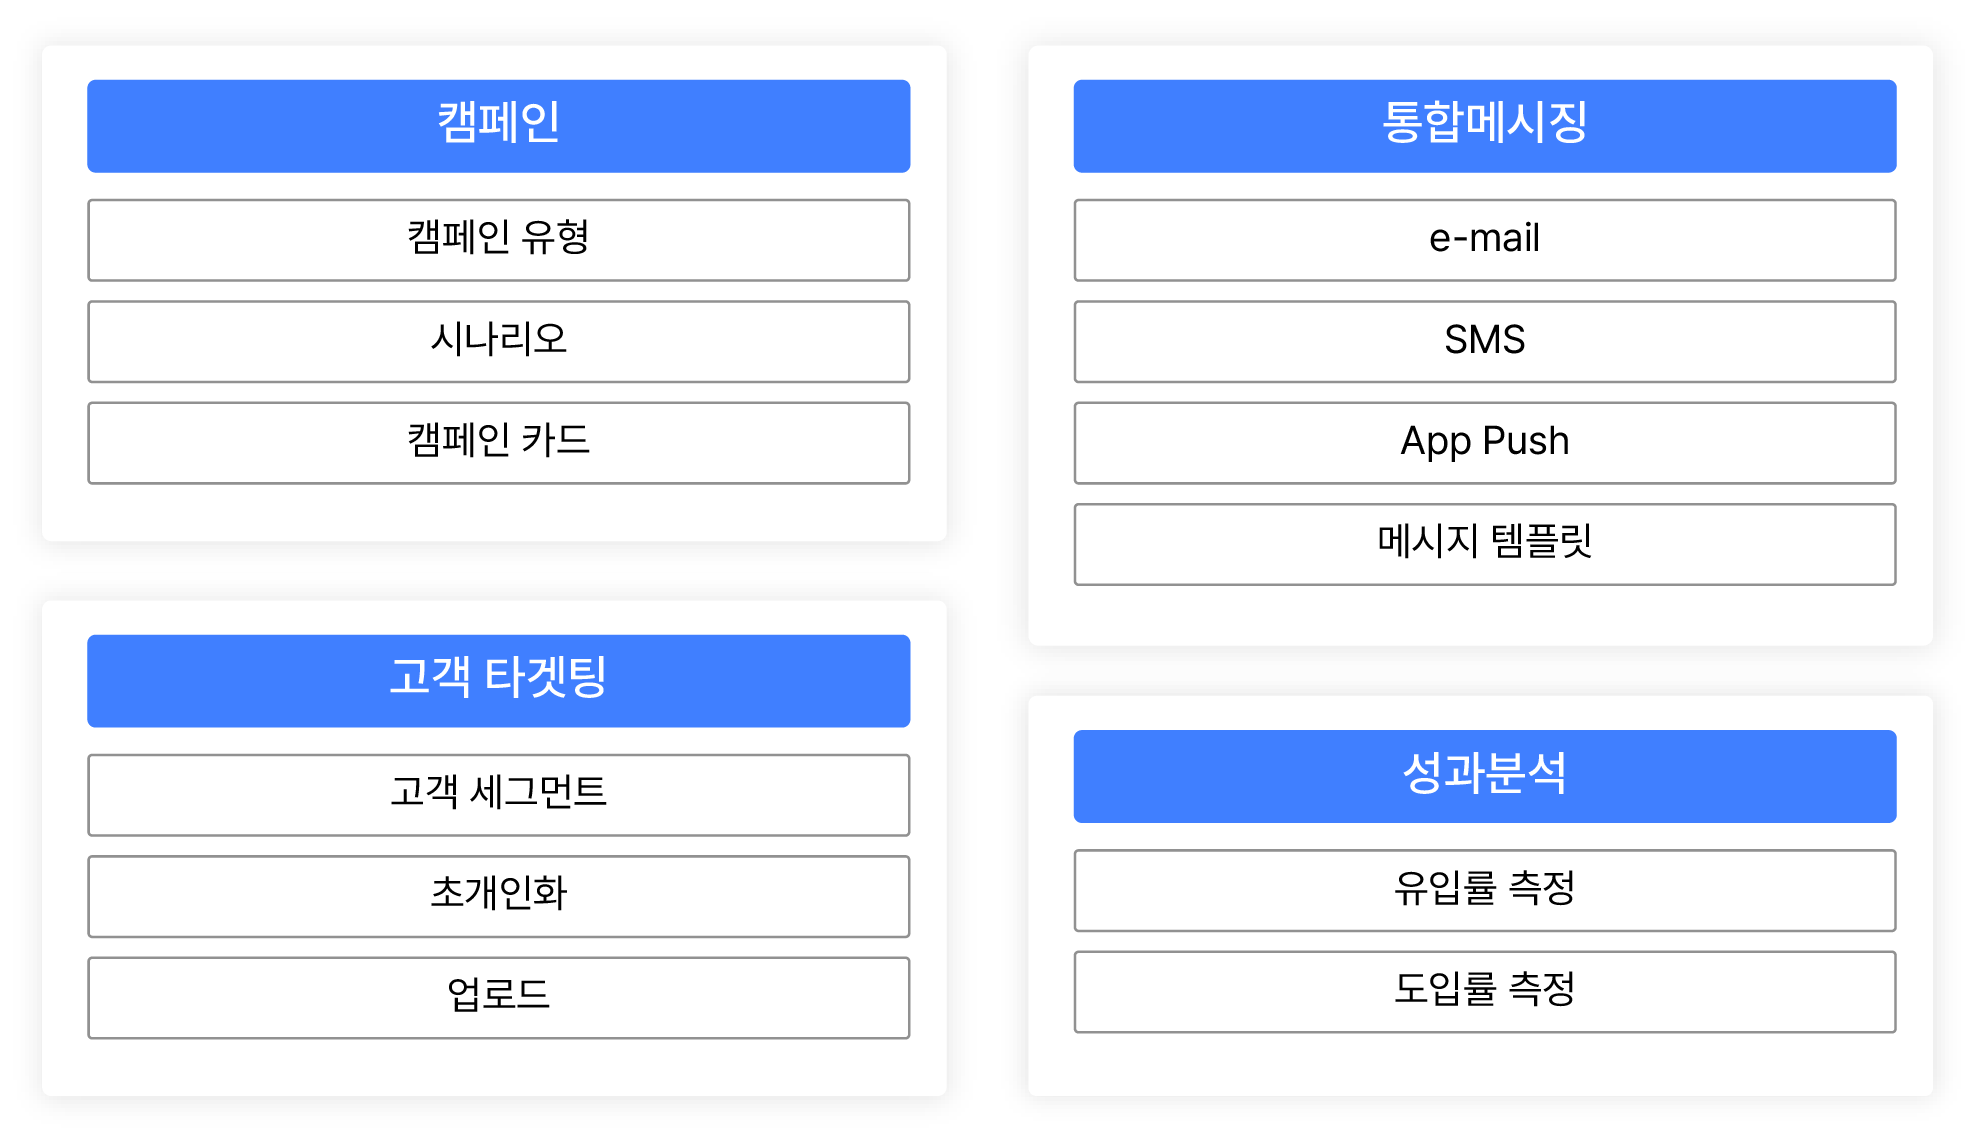 캠페인
캠페인 유형
시나리오
캠페인 카드
고객 타겟팅
고객 세그먼트
초개인화
업로드
통합메시징
e-mail
SMS
App Push
메시지 템플릿
성과분석
유입률 측정
도입률 측정